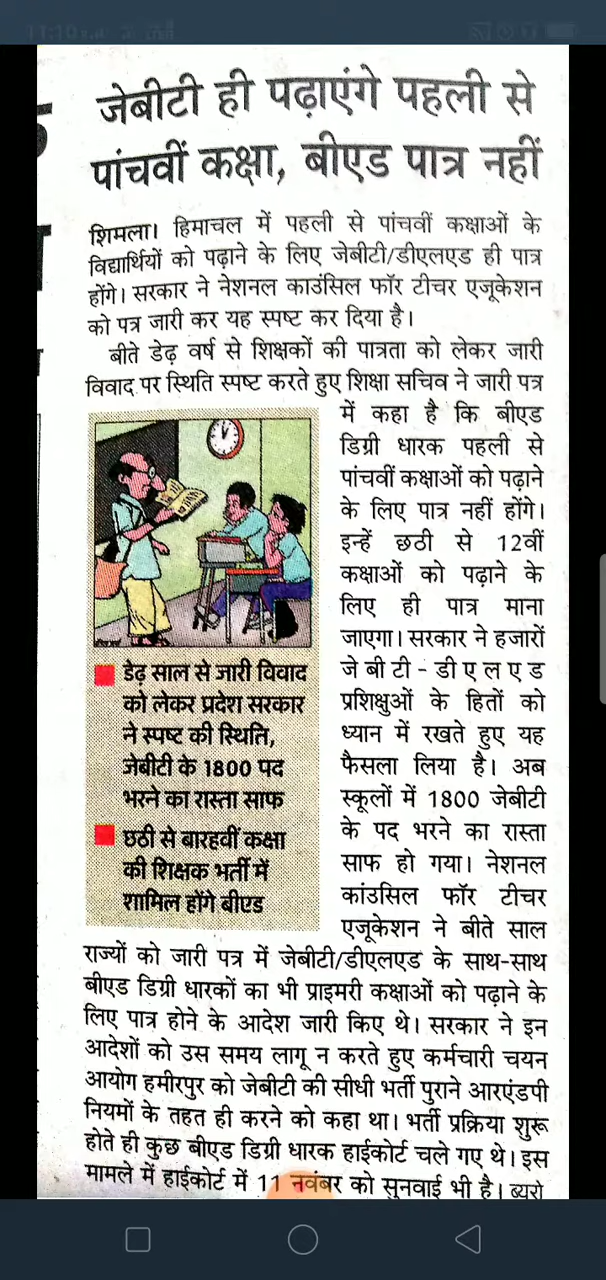 11:10
जेबीटी ही पढ़ाएंगे पहली से
पांचवीं कक्षा, बीएड पात्र नहीं
शिमला। हिमाचल में पहली से पांचवीं कक्षाओं के
विद्यार्थियों को पढ़ाने के लिए जेबीटी/डीएलएड ही पात्र
होंगे। सरकार ने नेशनल काउंसिल फॉर टीचर एजूकेशन
को पत्र जारी कर यह स्पष्ट कर दिया है।
बीते डेढ़ वर्ष से शिक्षकों की पात्रता को लेकर जारी
विवाद पर स्थिति स्पष्ट करते हुए शिक्षा सचिव ने जारी पत्र
में कहा है कि बीएड
डिग्री धारक पहली से
पांचवीं कक्षाओं को पढ़ाने
के लिए पात्र नहीं होंगे।
इन्हें छठी से 12वीं
कक्षाओं को पढ़ाने के
लिए ही पात्र माना
जाएगा। सरकार ने हजारों
जेबीटी-डीएलएड
प्रशिक्षुओं के हितों को
ध्यान में रखते हुए यह
फैसला लिया है। अब
स्कूलों में 1800 जेबीटी
के पद भरने का रास्ता
साफ हो गया। नेशनल
कांउसिल फॉर टीचर
एजूकेशन ने बीते साल
राज्यों को जारी पत्र में जेबीटी/डीएलएड के साथ-साथ
बीएड डिग्री धारकों का भी प्राइमरी कक्षाओं को पढ़ाने के
लिए पात्र होने के आदेश जारी किए थे। सरकार ने इन
आदेशों को उस समय लागू न करते हुए कर्मचारी चयन
आयोग हमीरपुर को जेबीटी की सीधी भर्ती पुराने आरएंडपी
नियमों के तहत ही करने को कहा था। भर्ती प्रक्रिया शुरू
होते ही कुछ बीएड डिग्री धारक हाईकोर्ट चले गए थे। इस
मामले में हाईकोर्ट में 11 नवंबर को सुनवाई भी है। ब्यूरो
डेढ़ साल से जारी विवाद
को लेकर प्रदेश सरकार
ने स्पष्ट की स्थिति,
जेबीटी के 1800 पद
भरने का रास्ता साफ
छठी से बारहवीं कक्षा
की शिक्षक भर्ती में
शामिल होंगे बीएड